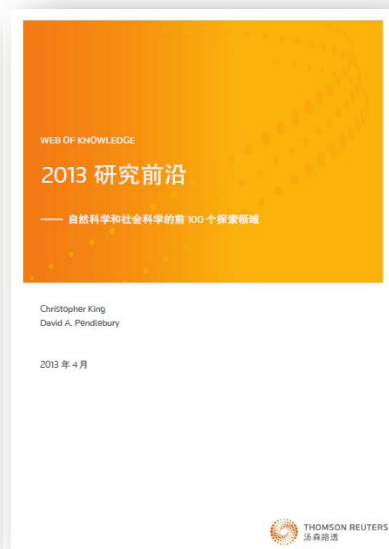 WEB OF KNOWLEDGE
2013 研究前沿
—— 自然科学和社会科学的前 100 个探索领域
Christopher King
David A. Pendlebury
2013 年 4 月
THOMSON REUTERS
汤森路透